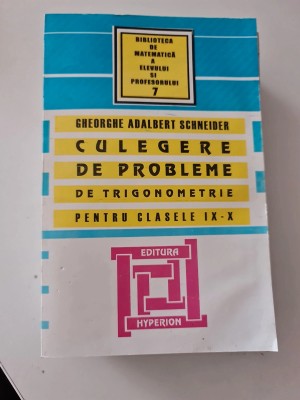 BIBLIOTECA
DE
MATEMATICĂ
A
ELEVULUI
SI
PROFESORULUI
7
GHEORGHE ADALBERT SCHNEIDER
CULEGERE
DE PROBLEME
DE TRIGONOMETRIE
PENTRU CLASELE IX-X
EDITURA
HYPERION